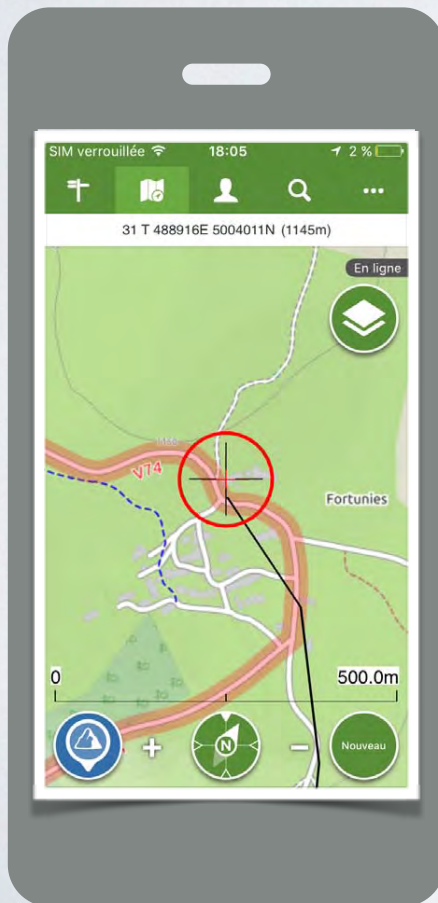 SIM verrouillée 18:05 2 %
31 T 488916E 5004011N (1145m)
En ligne
V74
Fortunies
0 500.0m
N
Nouveau